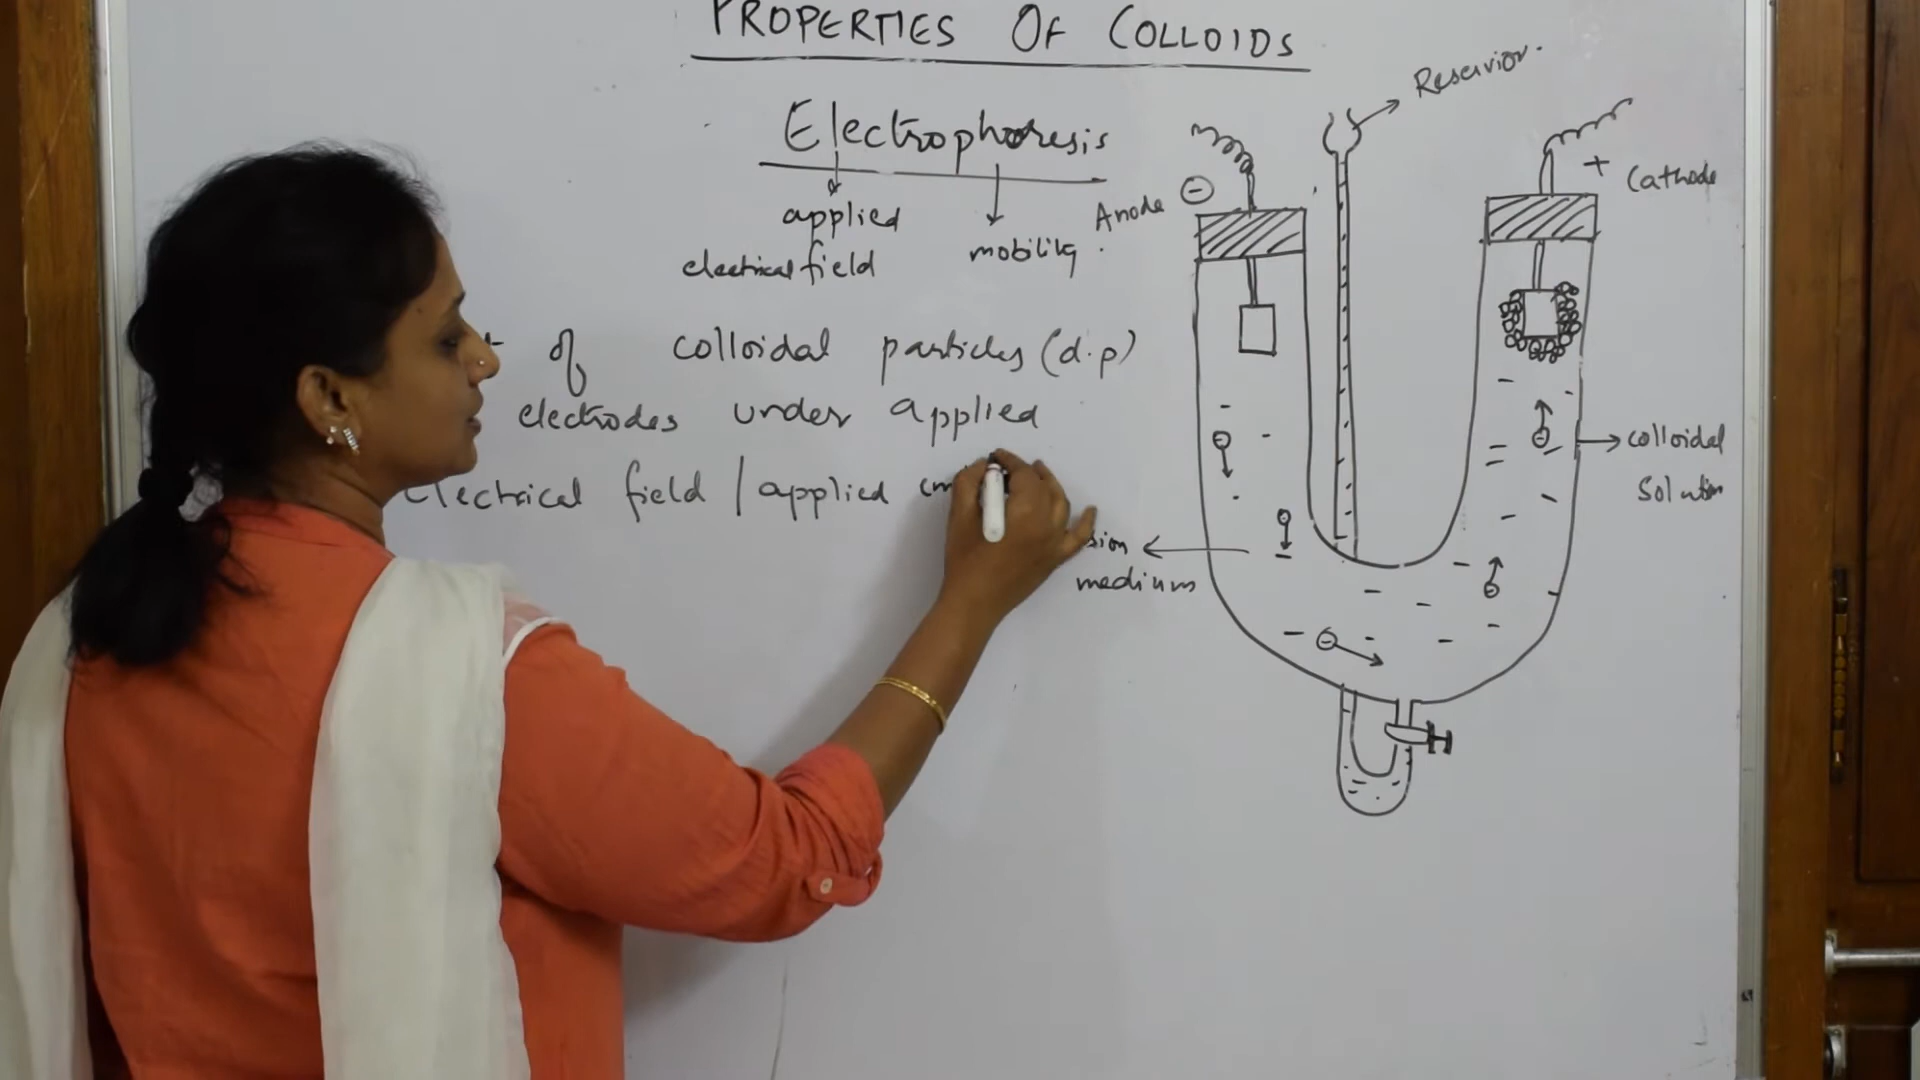 PROPERTIES OF COLLOIDS
Electrophoresis
applied
electrical field
mobility
of colloidal particles (d.p)
electrodes under applied
Electrical field / applied
Reservior
Anode -
+ Cathode
colloidal
Solution
medium